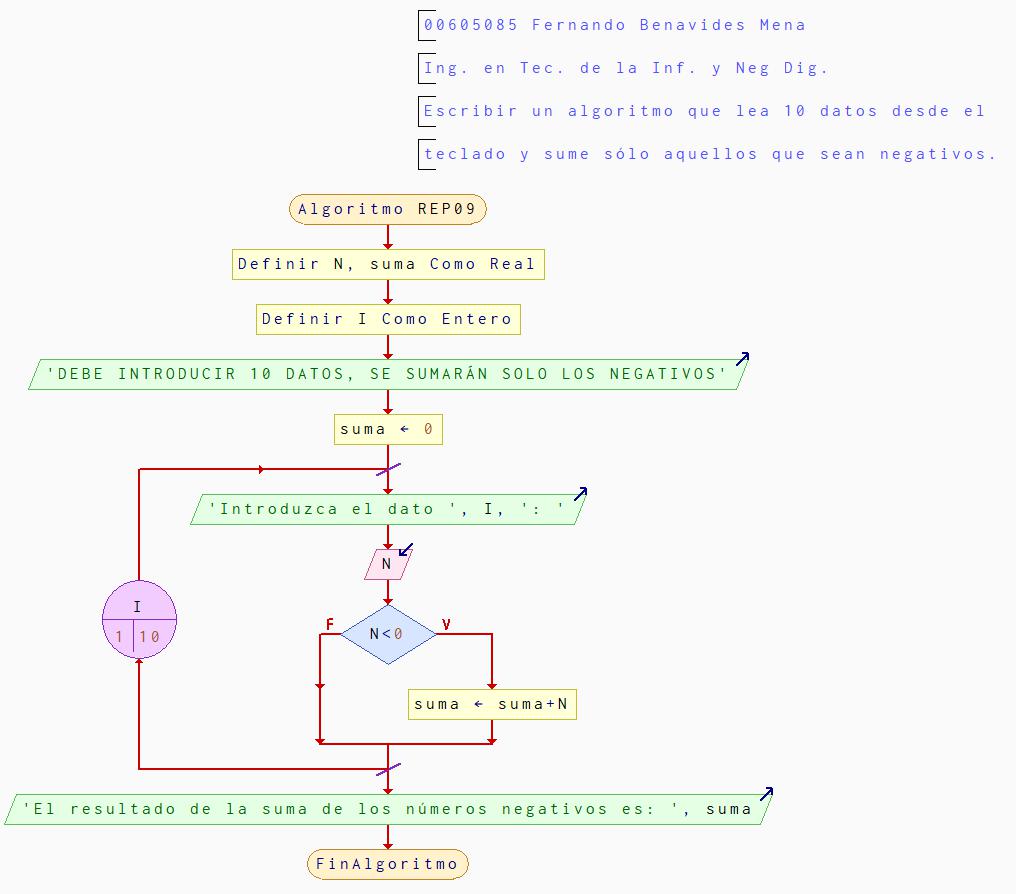 00605085 Fernando Benavides Mena
Ing. en Tec. de la Inf. y Neg Dig.
Escribir un algoritmo que lea 10 datos desde el
teclado y sume sólo aquellos que sean negativos.
Algoritmo REP09
Definir N, suma Como Real
Definir I Como Entero
'DEBE INTRODUCIR 10 DATOS, SE SUMARÁN SOLO LOS NEGATIVOS'
suma ← 0
'Introduzca el dato ', I, ': '
N
I
1 10
F
N<0
V
suma ← suma+N
'El resultado de la suma de los números negativos es: ', suma
FinAlgoritmo